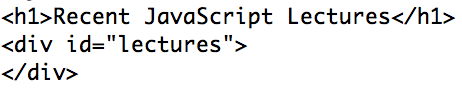 <h1>Recent JavaScript Lectures</h1>
<div id="lectures">
</div>